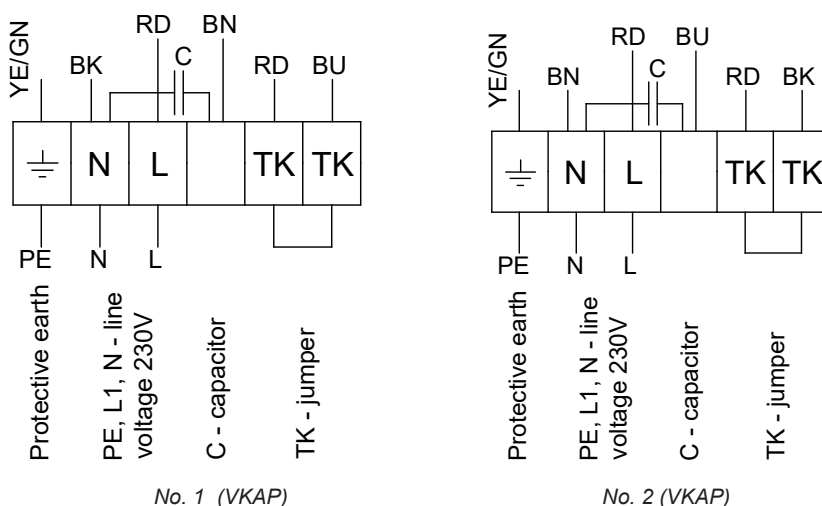 YE/GN
BK
RD
C
BN
RD
BU
N
L
TK
TK
PE
N
L
Protective earth
PE, L1, N - line
voltage 230V
C - capacitor
TK - jumper
No. 1 (VKAP)
YE/GN
BN
RD
C
BU
RD
BK
N
L
TK
TK
PE
N
L
Protective earth
PE, L1, N - line
voltage 230V
C - capacitor
TK - jumper
No. 2 (VKAP)